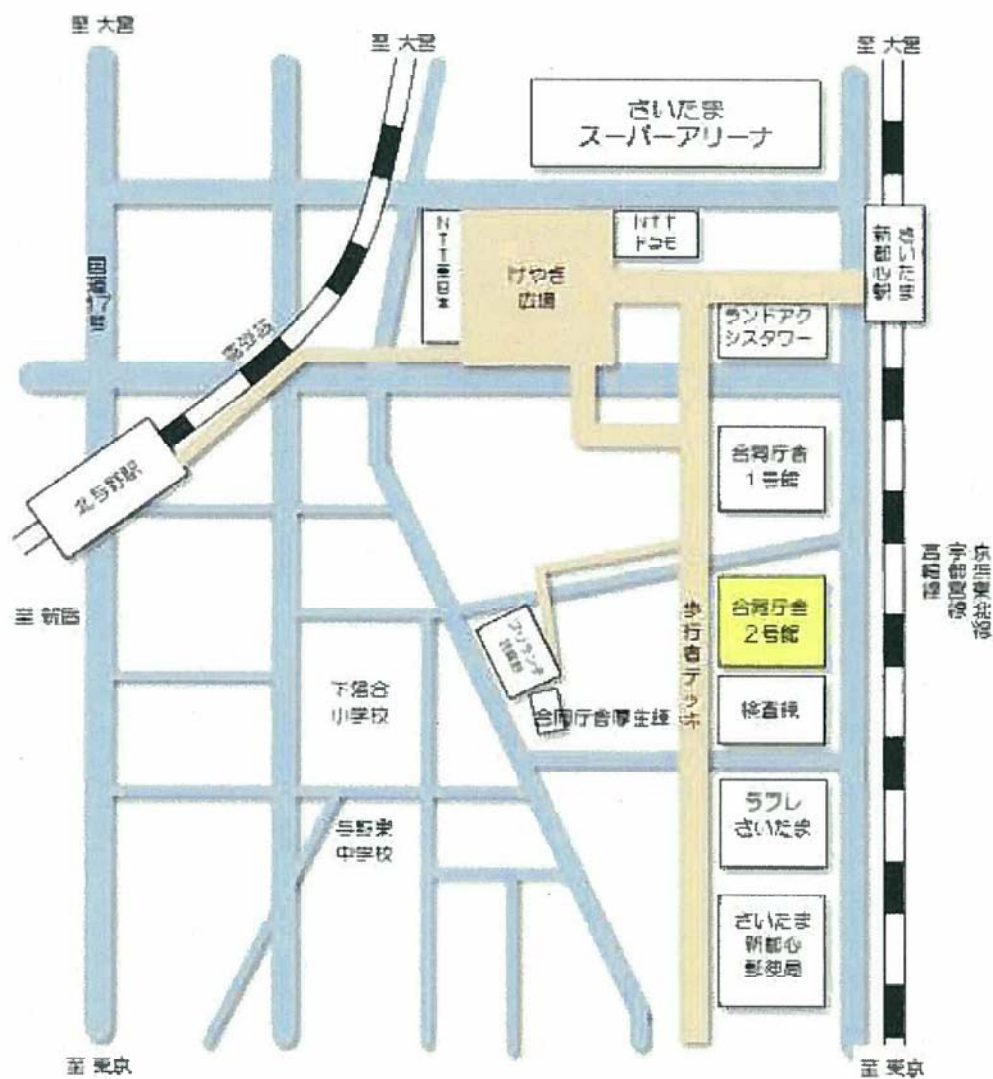 至 大宮
至 大宮
至 大宮
さいたま
スーパーアリーナ
NTT東日本
けやき
広場
NTT
ドコモ
さいたま
新都心駅
国道17号
ランドアク
シスタワー
埼京線
北与野駅
合同庁舎
1号館
京浜東北線
宇都宮線
高崎線
合同庁舎
2号館
至 新宿
歩行者デッキ
下落合
小学校
合同庁舎厚生棟
検査棟
ラフレ
さいたま
与野東
中学校
さいたま
新都心
郵便局
至 東京
至 東京